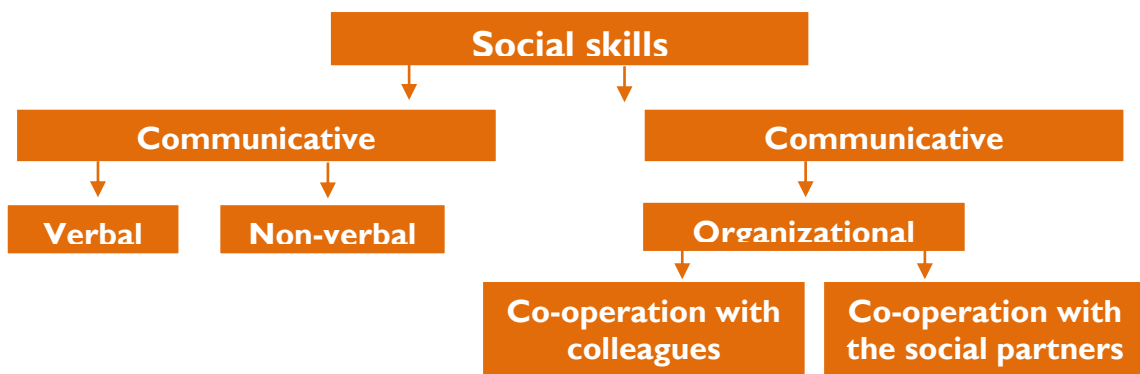 Social skills
Communicative
Communicative
Verbal
Non-verbal
Organizational
Co-operation with
colleagues
Co-operation with
the social partners